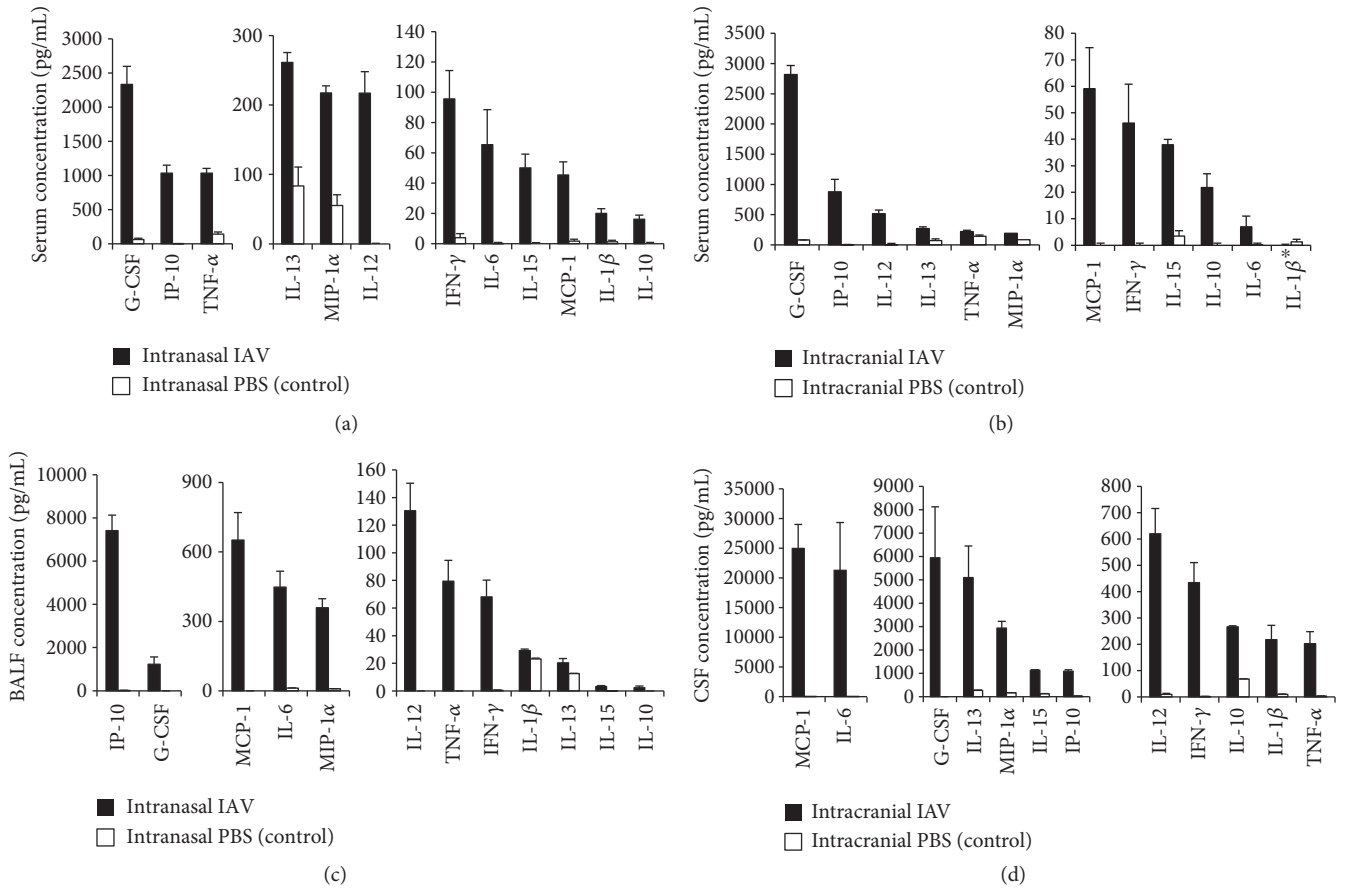 Serum concentration (pg/mL)
3000
2500
2000
1500
1000
500
0
G-CSF
IP-10
TNF-α
300
200
100
0
IL-13
MIP-1α
IL-12
140
120
100
80
60
40
20
0
IFN-γ
IL-6
IL-15
MCP-1
IL-1β
IL-10
Intranasal IAV
Intranasal PBS (control)
(a)
Serum concentration (pg/mL)
3500
3000
2500
2000
1500
1000
500
0
G-CSF
IP-10
IL-12
IL-13
TNF-α
MIP-1α
80
70
60
50
40
30
20
10
0
MCP-1
IFN-γ
IL-15
IL-10
IL-6
IL-1β*
Intracranial IAV
Intracranial PBS (control)
(b)
BALF concentration (pg/mL)
10000
8000
6000
4000
2000
0
IP-10
G-CSF
900
600
300
0
MCP-1
IL-6
MIP-1α
160
140
120
100
80
60
40
20
0
IL-12
TNF-α
IFN-γ
IL-1β
IL-13
IL-15
IL-10
Intranasal IAV
Intranasal PBS (control)
(c)
CSF concentration (pg/mL)
35000
30000
25000
20000
15000
10000
5000
0
MCP-1
IL-6
9000
8000
7000
6000
5000
4000
3000
2000
1000
0
G-CSF
IL-13
MIP-1α
IL-15
IP-10
800
700
600
500
400
300
200
100
0
IL-12
IFN-γ
IL-10
IL-1β
TNF-α
Intracranial IAV
Intracranial PBS (control)
(d)